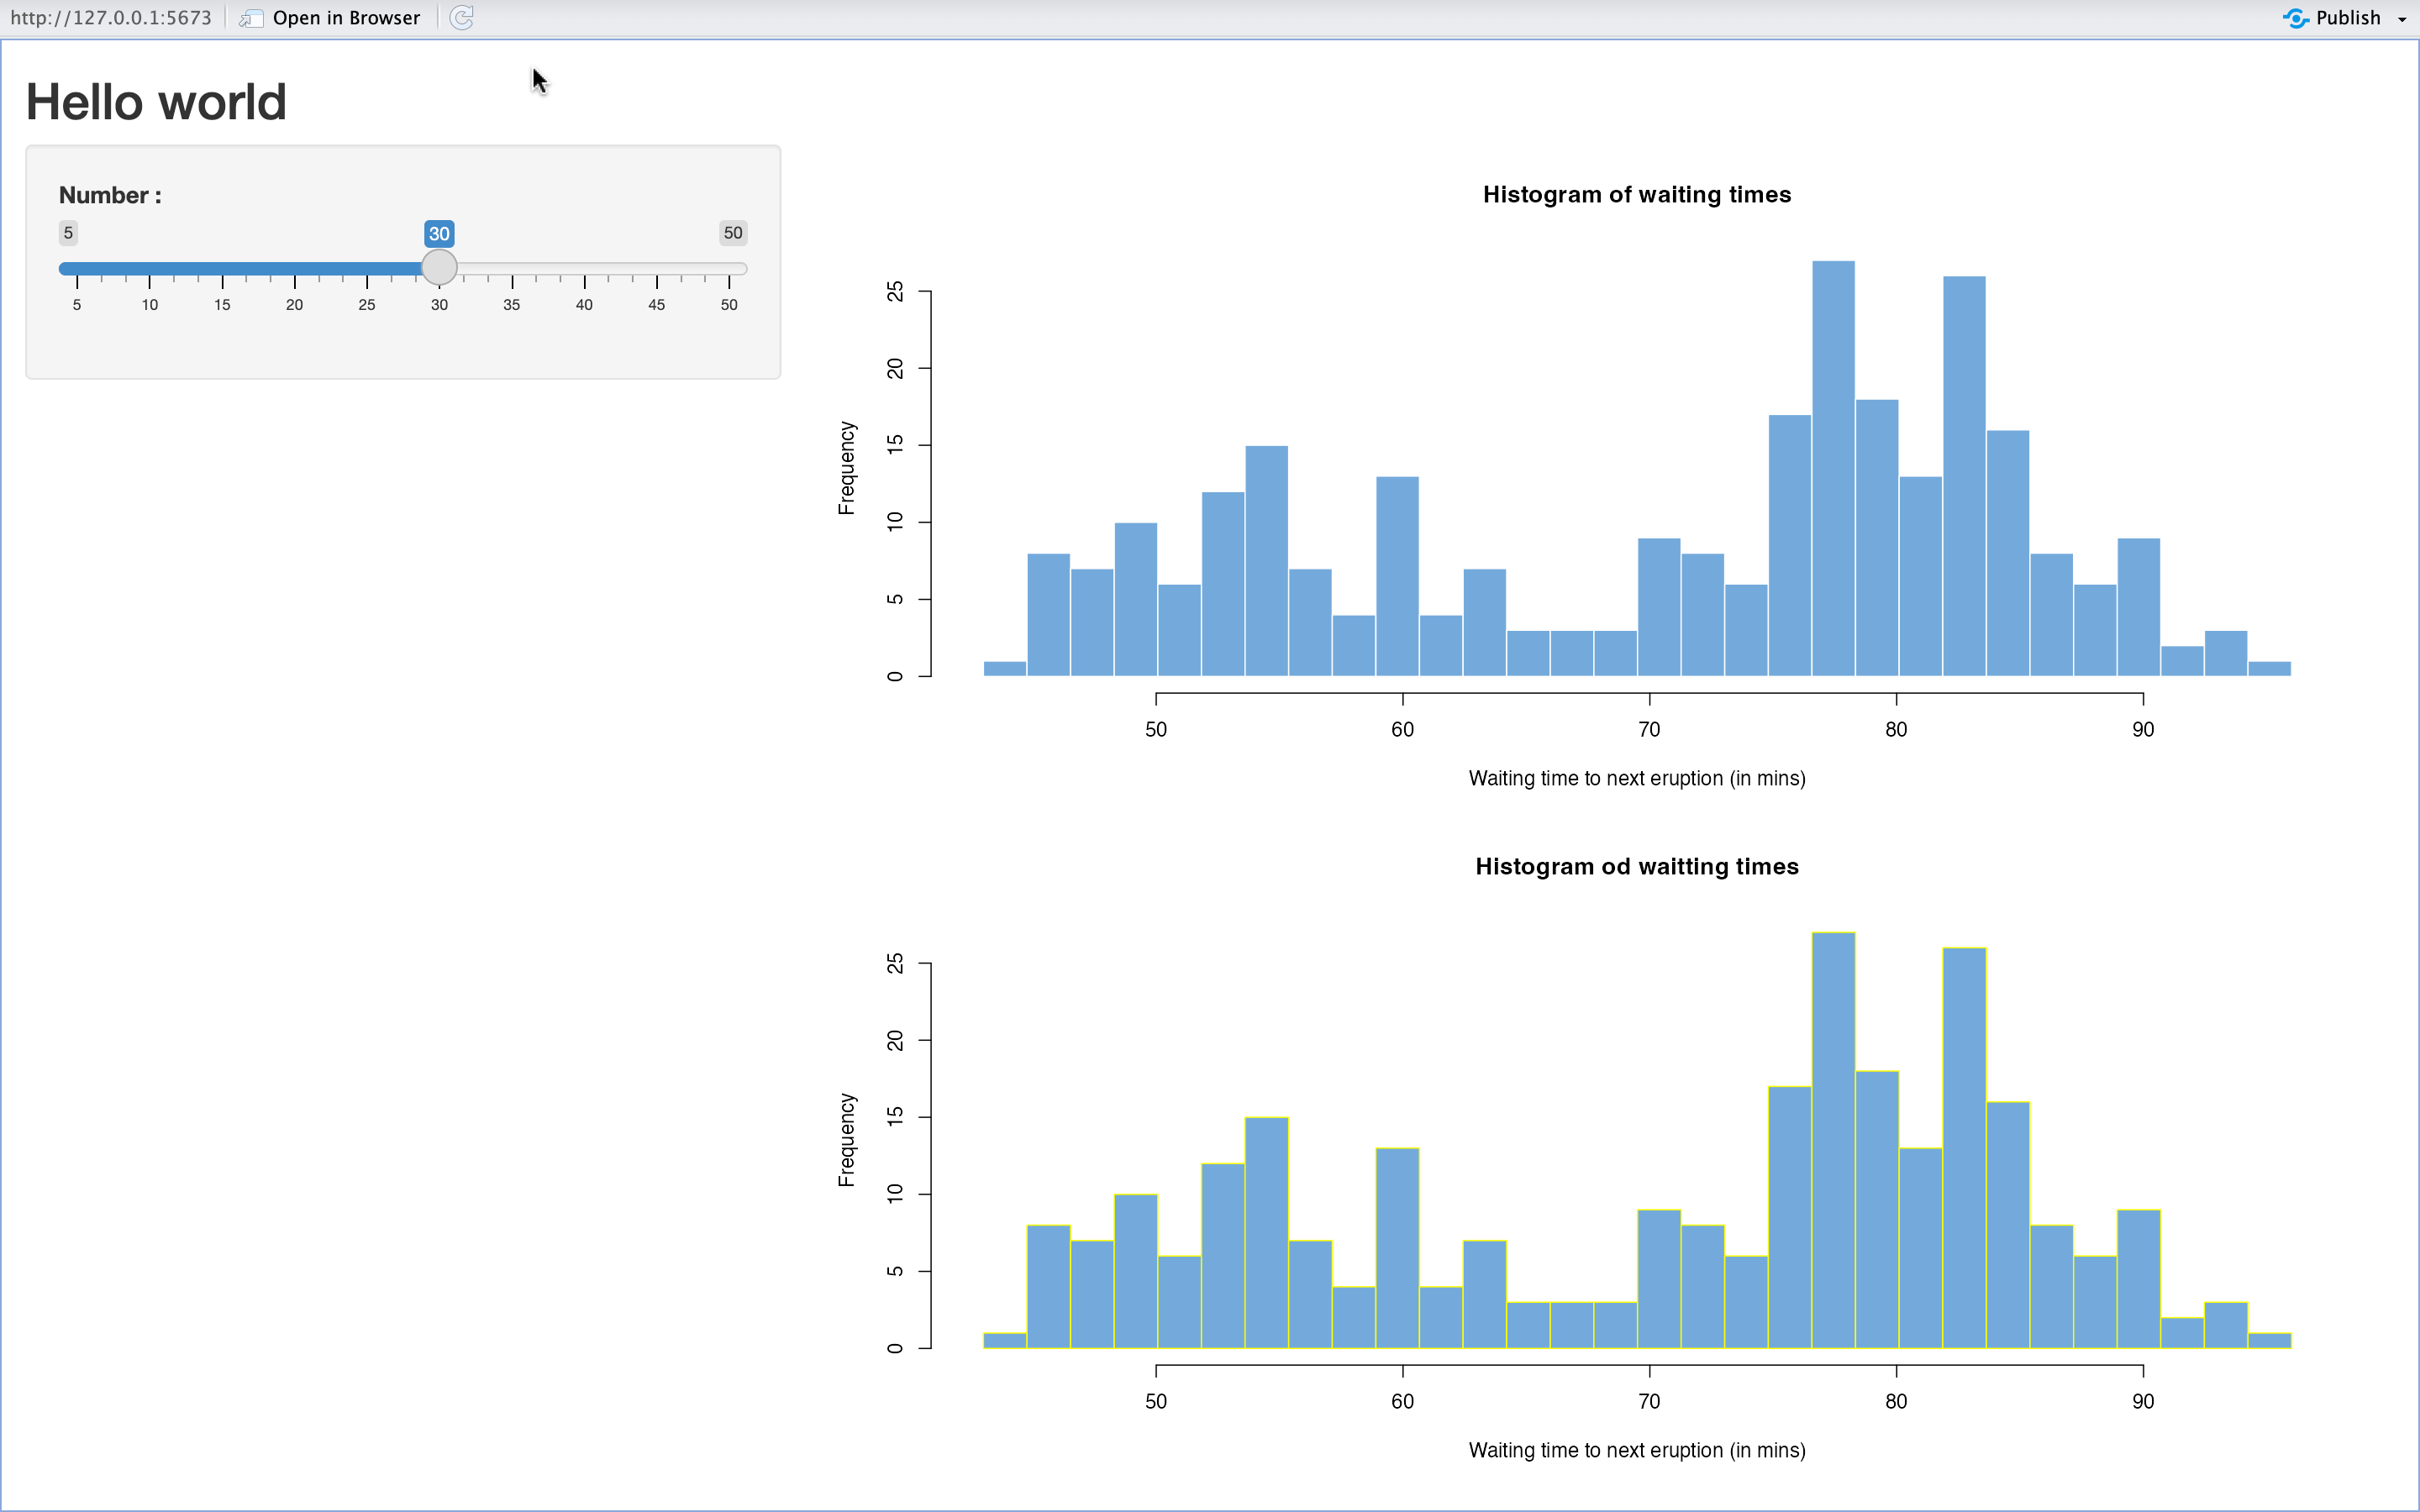 http://127.0.0.1:5673 Open in Browser Publish
Hello world
Number :
5 30 50
5 10 15 20 25 30 35 40 45 50
Histogram of waiting times
Frequency
25
20
15
10
5
0
50 60 70 80 90
Waiting time to next eruption (in mins)
Histogram od waitting times
Frequency
25
20
15
10
5
0
50 60 70 80 90
Waiting time to next eruption (in mins)